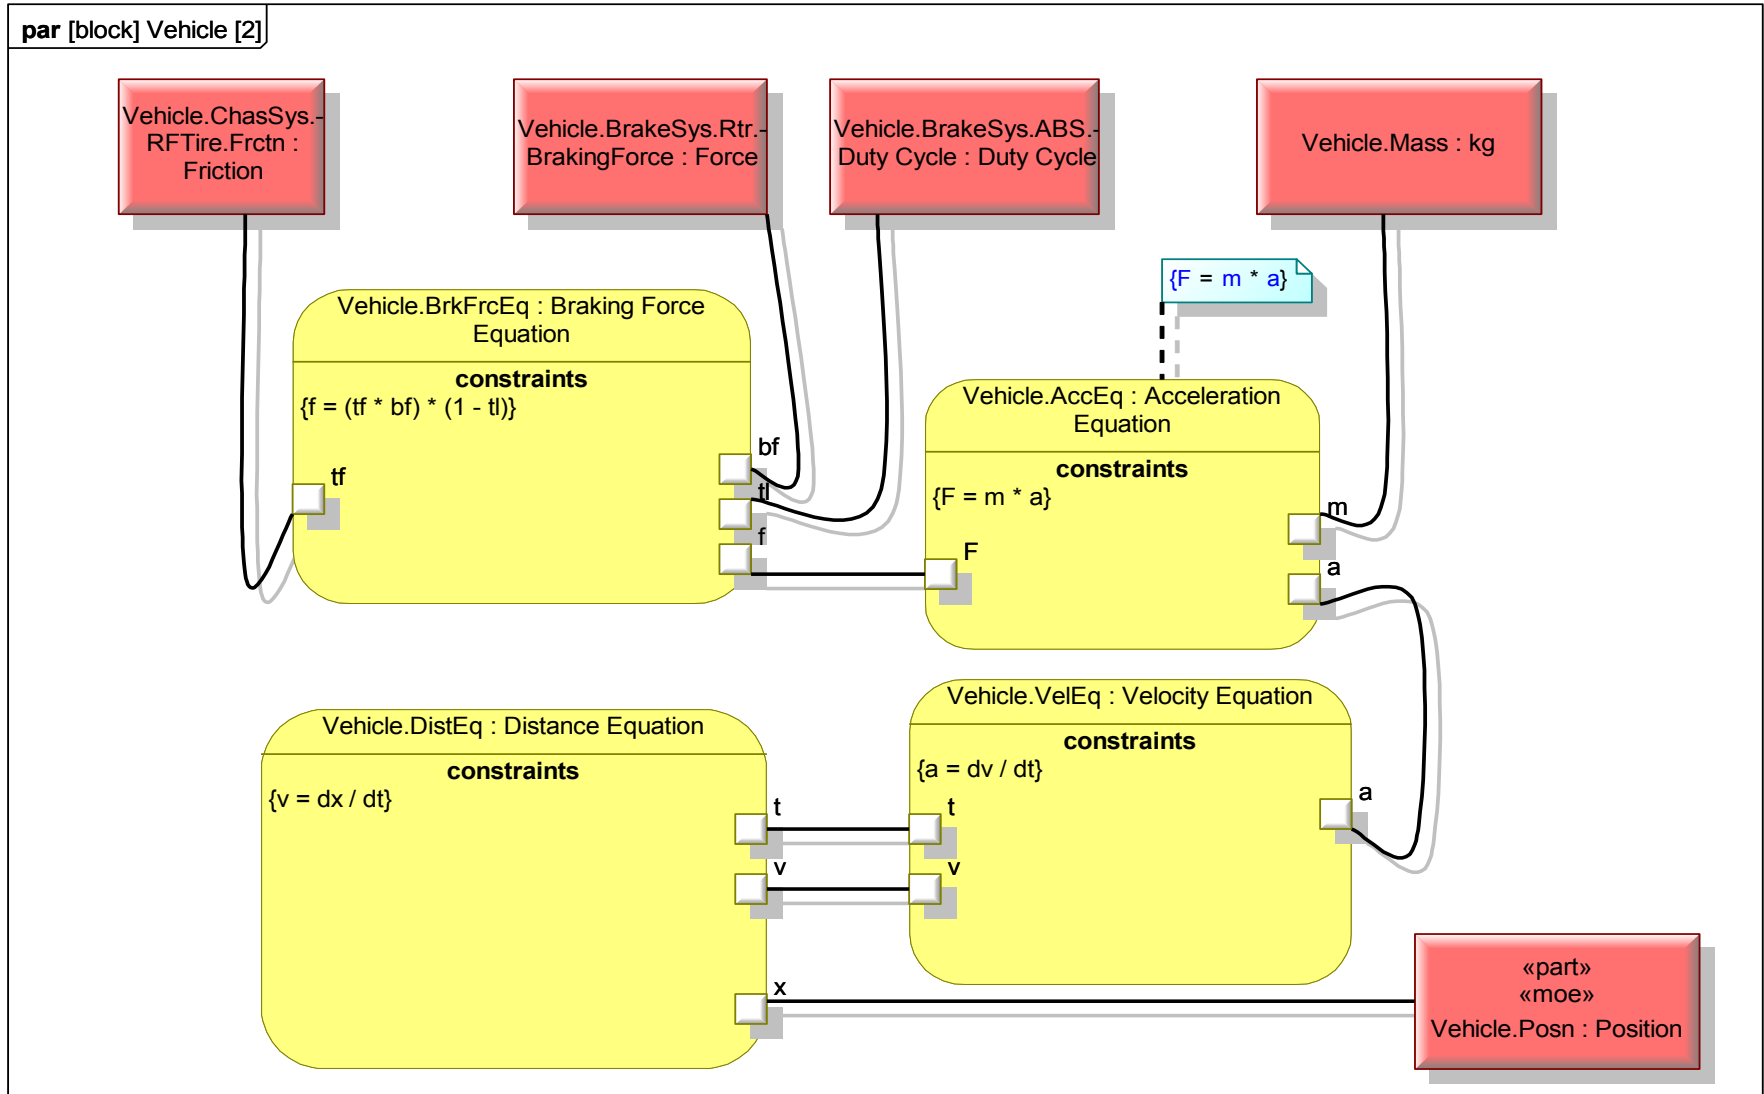 par [block] Vehicle [2]
Vehicle.ChasSys.-
RFTire.Frctn :
Friction
Vehicle.BrakeSys.Rtr.-
BrakingForce : Force
Vehicle.BrakeSys.ABS.-
Duty Cycle : Duty Cycle
Vehicle.Mass : kg
{F = m * a}
Vehicle.BrkFrcEq : Braking Force
Equation
constraints
{f = (tf * bf) * (1 - tl)}
tf
bf
tl
f
Vehicle.AccEq : Acceleration
Equation
constraints
{F = m * a}
F
m
a
Vehicle.DistEq : Distance Equation
constraints
{v = dx / dt}
t
v
x
Vehicle.VelEq : Velocity Equation
constraints
{a = dv / dt}
t
v
a
«part»
«moe»
Vehicle.Posn : Position